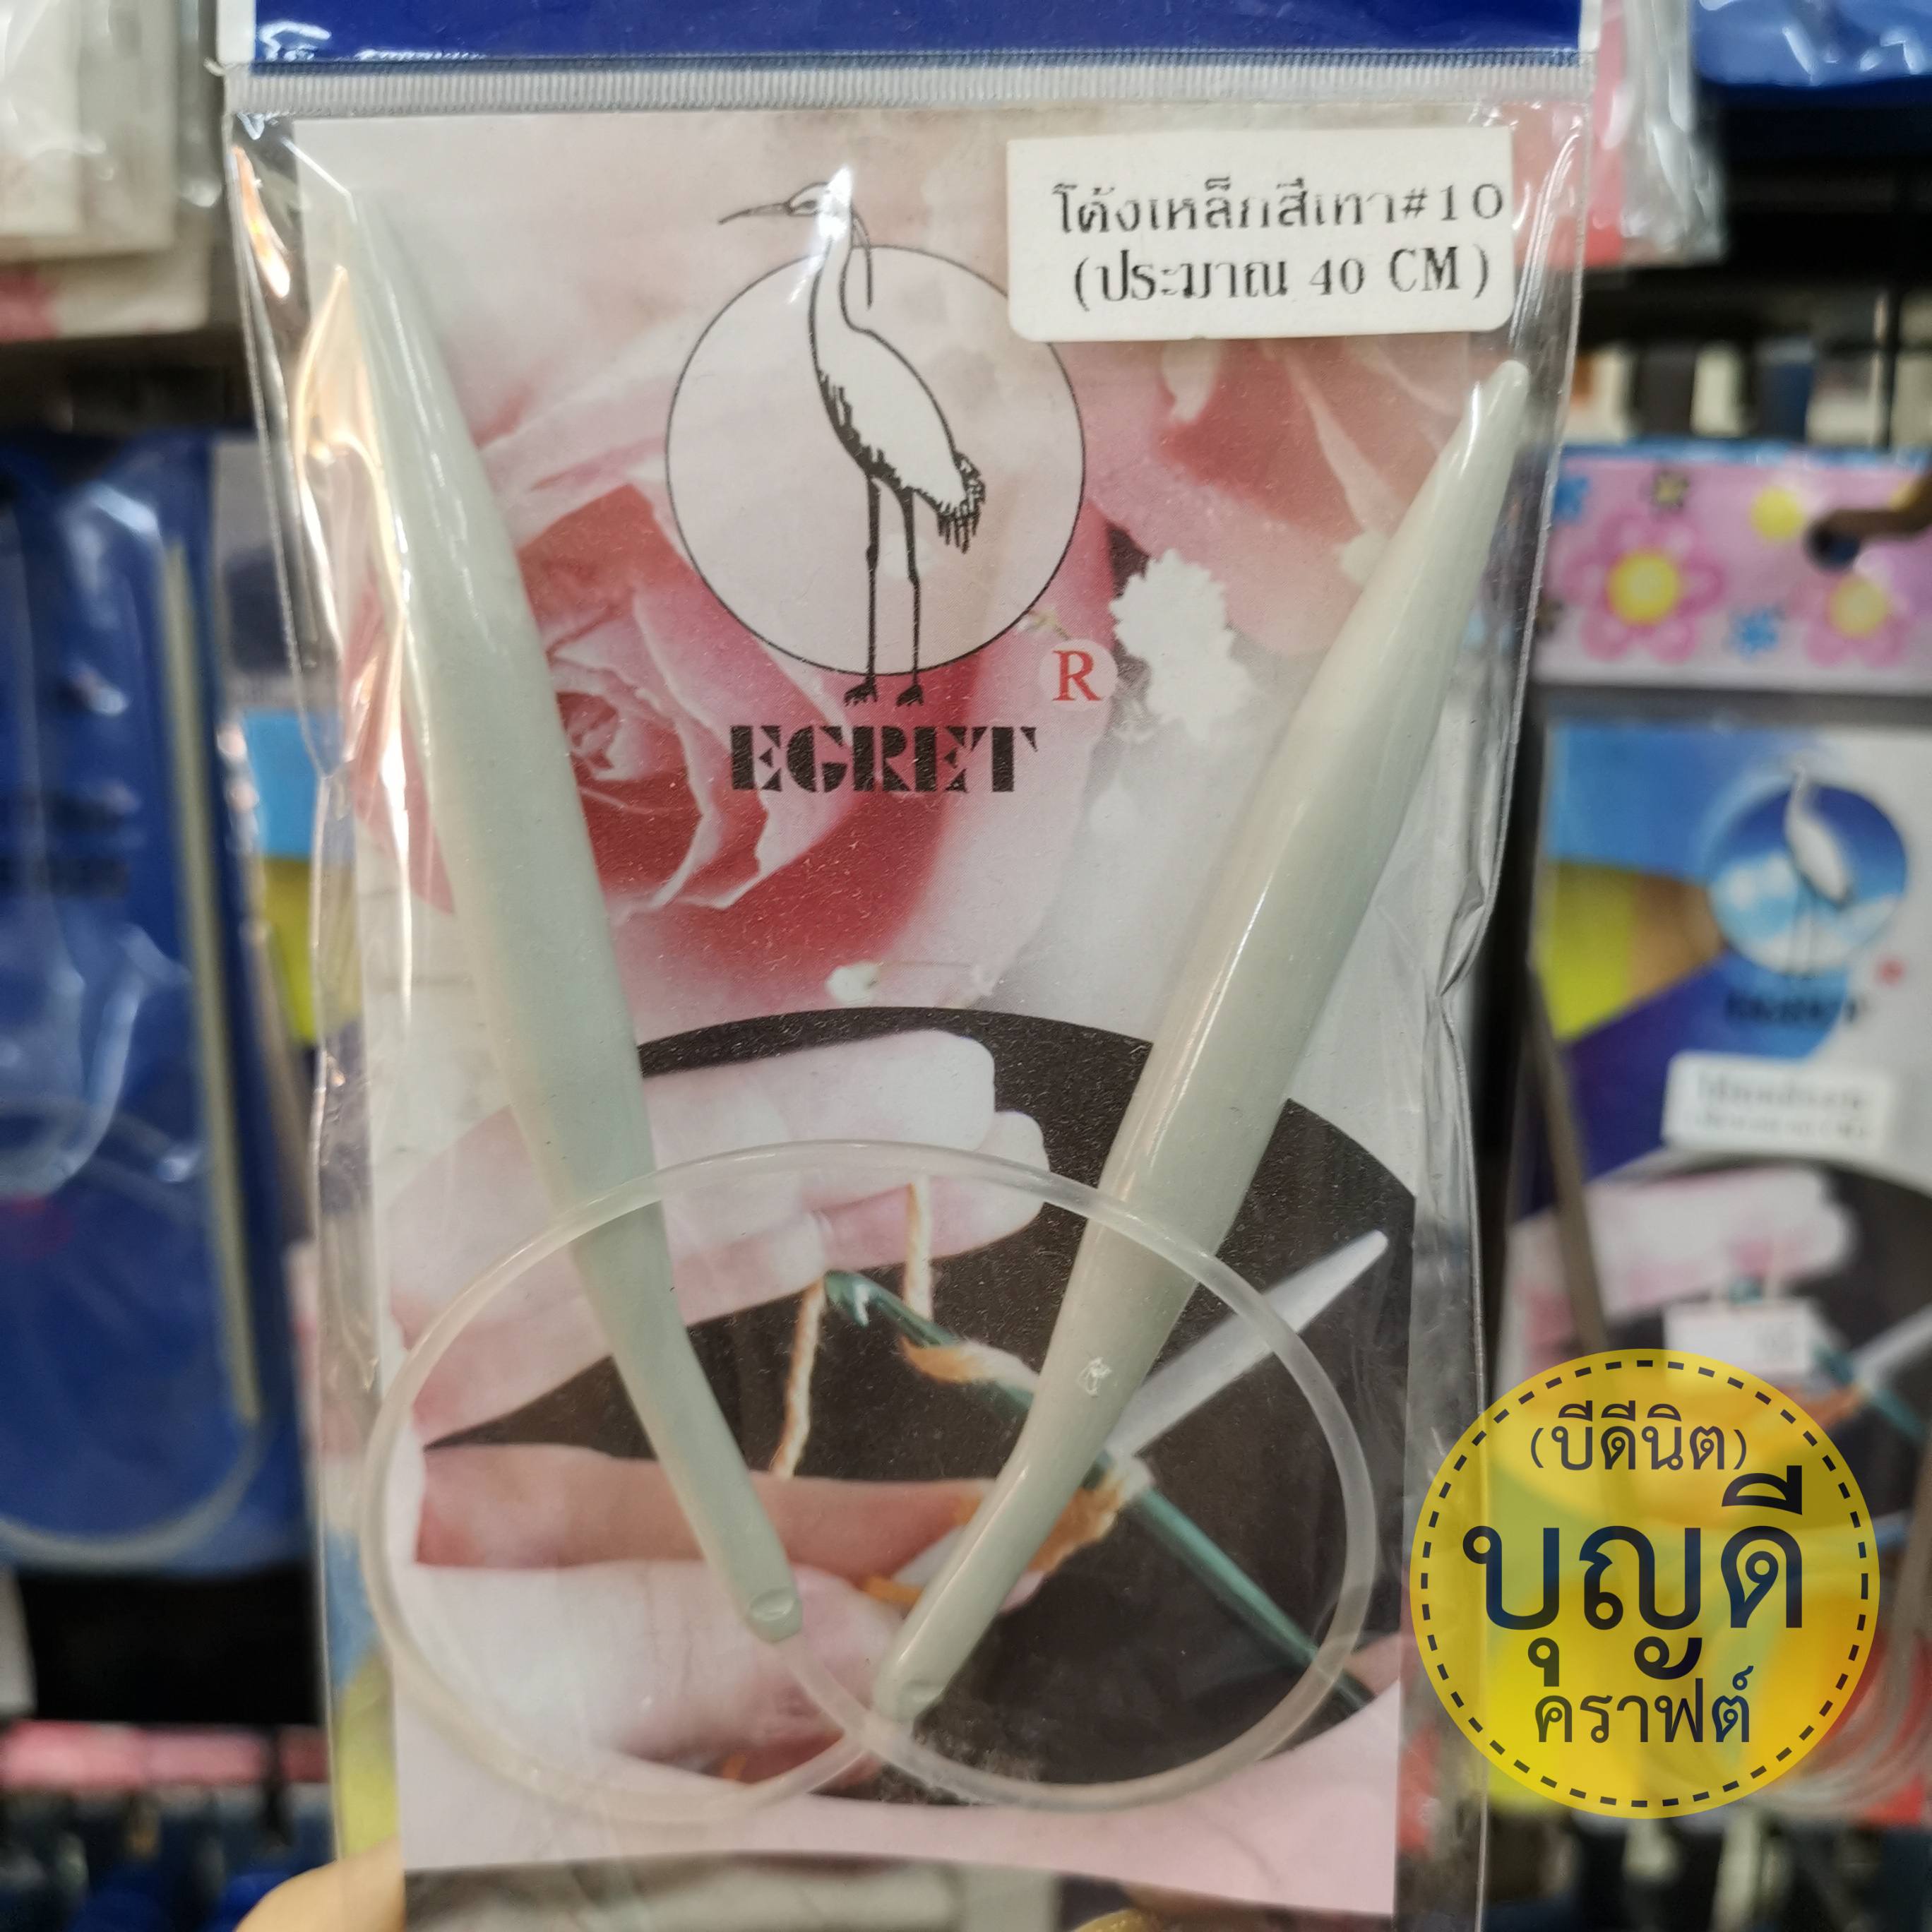 โค้งเหล็กสีเทา#10
(ประมาณ 40 CM)
R
EGRET
(บีดีนิต)
บุญดี
คราฟต์